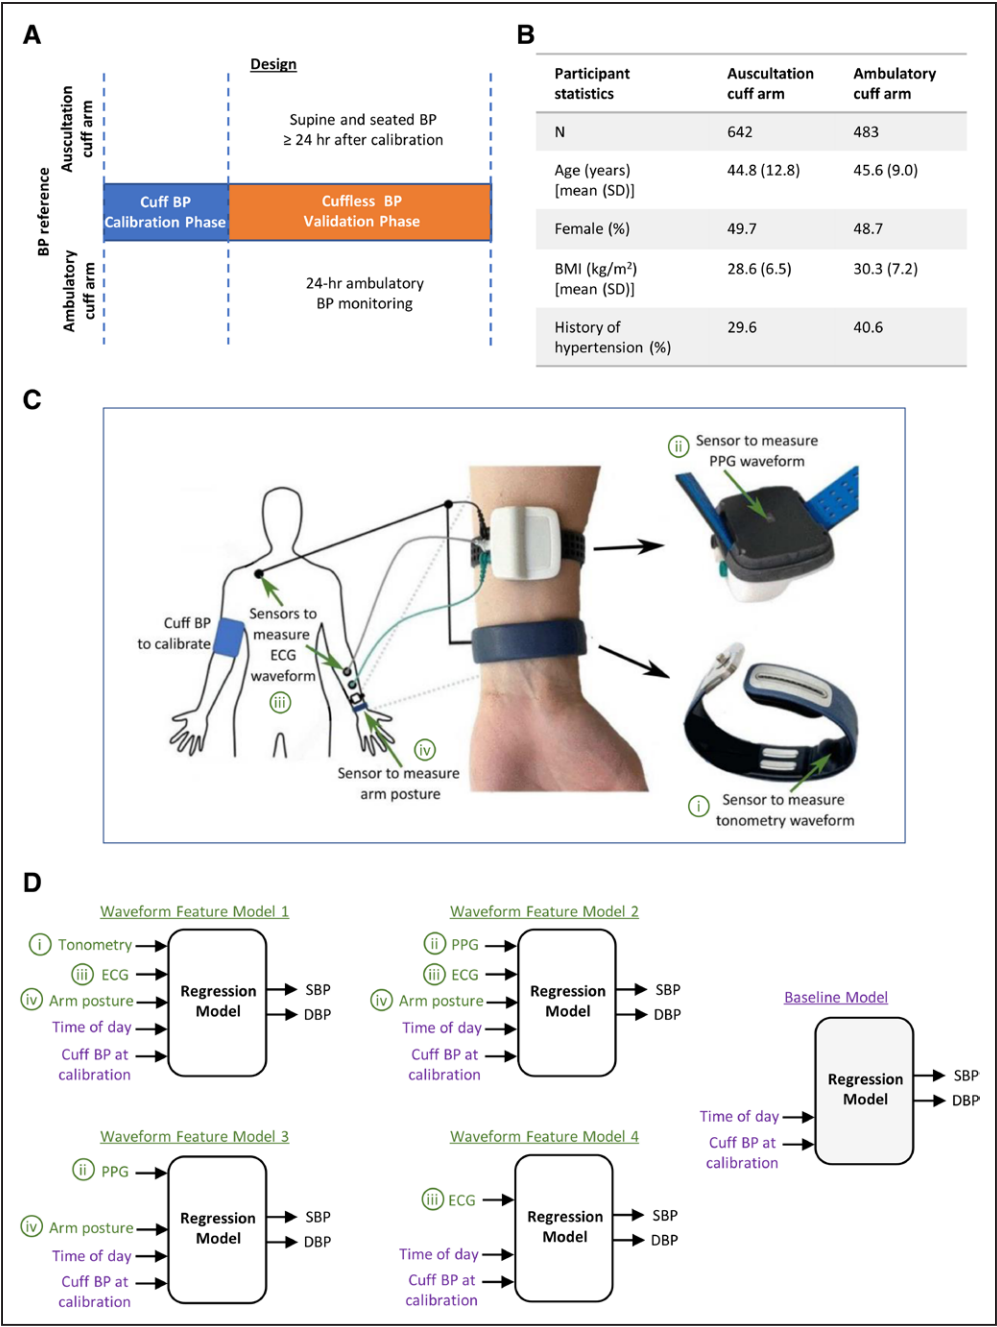 A
Design
Auscultation
cuff arm
BP reference
Ambulatory
cuff arm
Supine and seated BP
≥ 24 hr after calibration
Cuff BP
Calibration Phase
Cuffless BP
Validation Phase
24-hr ambulatory
BP monitoring
B
Participant statistics Auscultation cuff arm Ambulatory cuff arm
N 642 483
Age (years) 44.8 (12.8) 45.6 (9.0)
[mean (SD)]
Female (%) 49.7 48.7
BMI (kg/m²) 28.6 (6.5) 30.3 (7.2)
[mean (SD)]
History of 29.6 40.6
hypertension (%)
C
Cuff BP
to calibrate
Sensors to
measure
ECG
waveform
iii
iv
Sensor to measure
arm posture
ii Sensor to measure
PPG waveform
i Sensor to measure
tonometry waveform
D
Waveform Feature Model 1
i Tonometry
iii ECG
iv Arm posture
Time of day
Cuff BP at
calibration
Regression
Model
SBP
DBP
Waveform Feature Model 2
ii PPG
iii ECG
iv Arm posture
Time of day
Cuff BP at
calibration
Regression
Model
SBP
DBP
Baseline Model
Time of day
Cuff BP at
calibration
Regression
Model
SBP
DBP
Waveform Feature Model 3
ii PPG
iv Arm posture
Time of day
Cuff BP at
calibration
Regression
Model
SBP
DBP
Waveform Feature Model 4
iii ECG
Time of day
Cuff BP at
calibration
Regression
Model
SBP
DBP